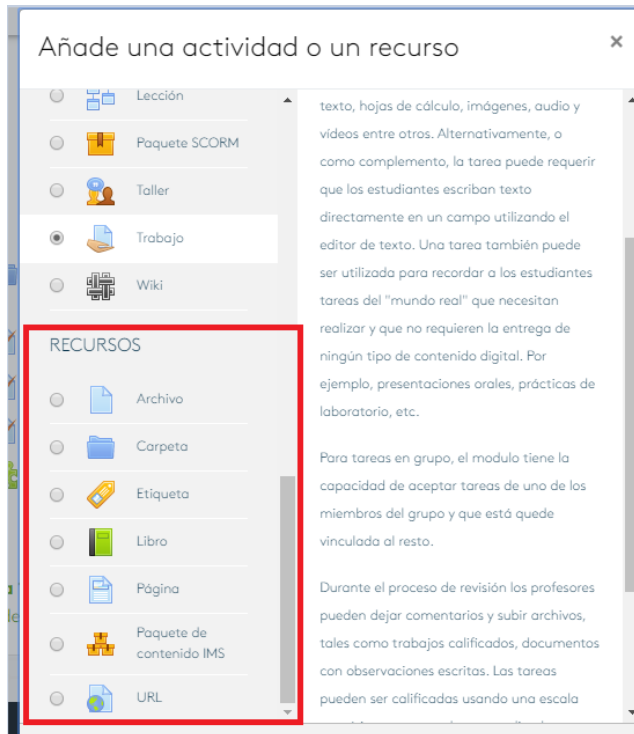 Añade una actividad o un recurso
×
Lección
Paquete SCORM
Taller
Trabajo
Wiki
RECURSOS
Archivo
Carpeta
Etiqueta
Libro
Página
Paquete de
contenido IMS
URL
texto, hojas de cálculo, imágenes, audio y
vídeos entre otros. Alternativamente, o
como complemento, la tarea puede requerir
que los estudiantes escriban texto
directamente en un campo utilizando el
editor de texto. Una tarea también puede
ser utilizada para recordar a los estudiantes
tareas del "mundo real" que necesitan
realizar y que no requieren la entrega de
ningún tipo de contenido digital. Por
ejemplo, presentaciones orales, prácticas de
laboratorio, etc.
Para tareas en grupo, el modulo tiene la
capacidad de aceptar tareas de uno de los
miembros del grupo y que está quede
vinculada al resto.
Durante el proceso de revisión los profesores
pueden dejar comentarios y subir archivos,
tales como trabajos calificados, documentos
con observaciones escritas. Las tareas
pueden ser calificadas usando una escala